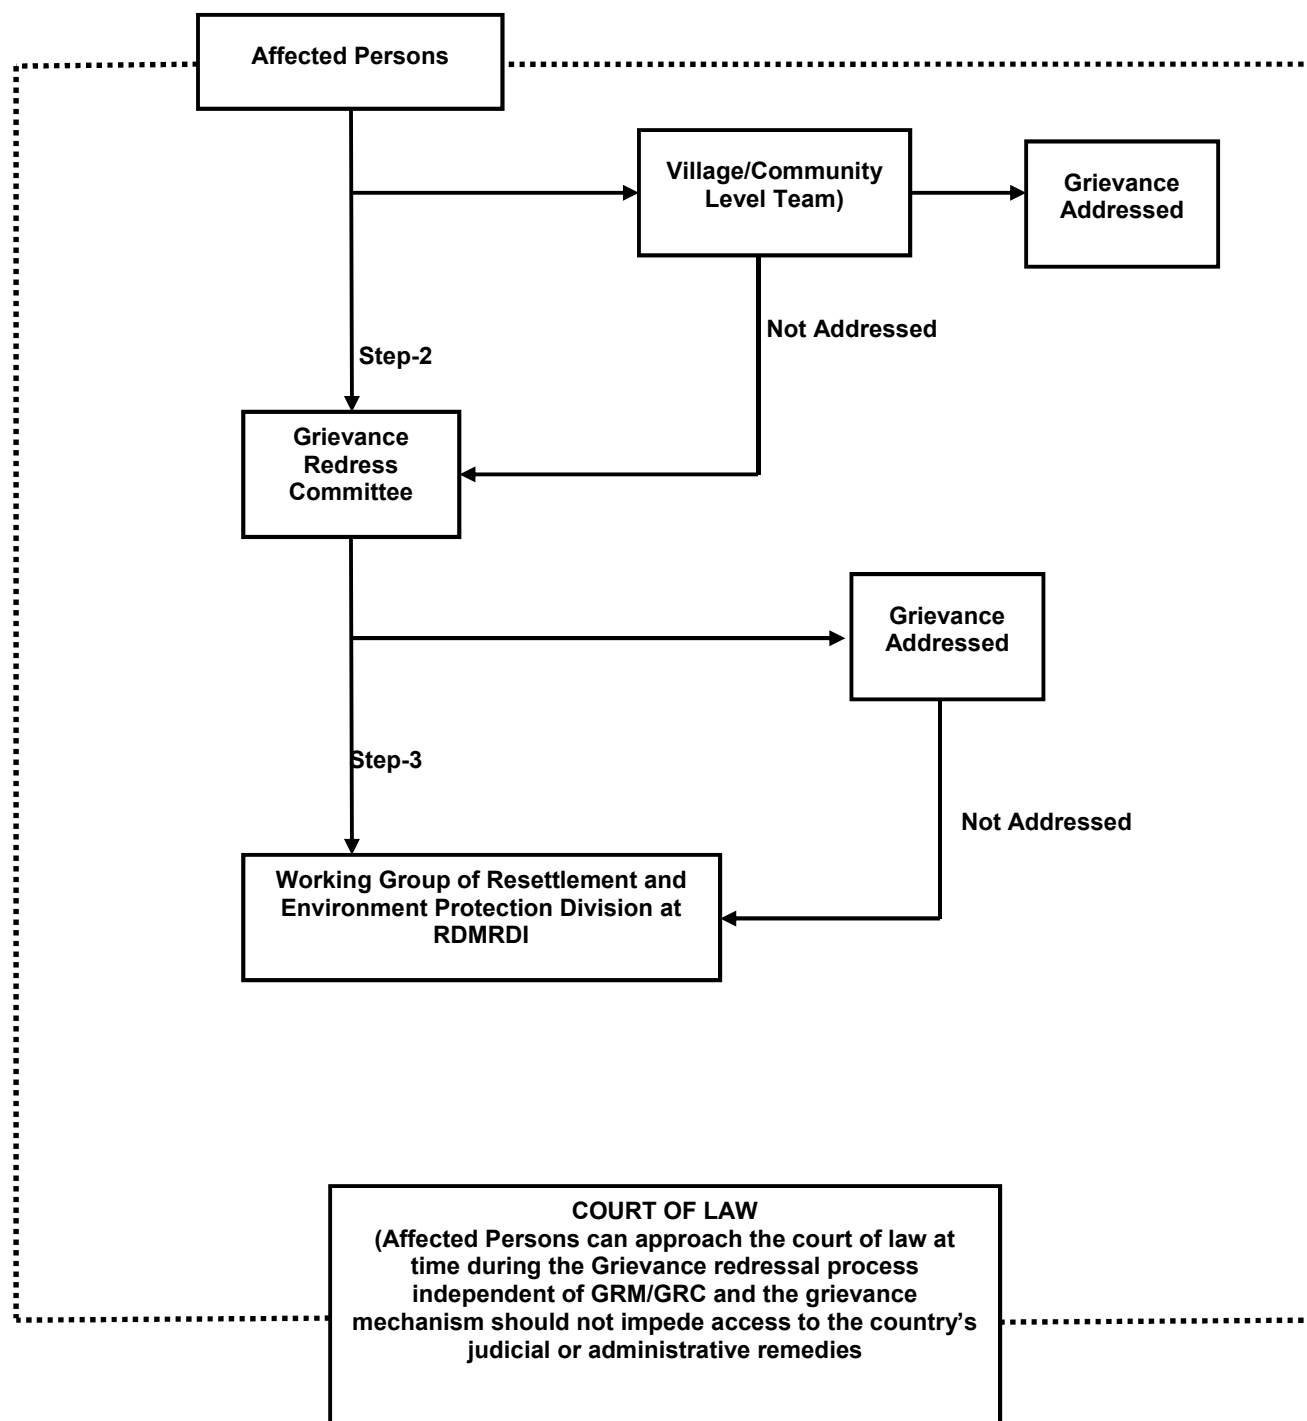 Affected Persons
Village/Community
Level Team)
Grievance
Addressed
Not Addressed
Step-2
Grievance
Redress
Committee
Grievance
Addressed
Step-3
Not Addressed
Working Group of Resettlement and
Environment Protection Division at
RDMRDI
COURT OF LAW
(Affected Persons can approach the court of law at
time during the Grievance redressal process
independent of GRM/GRC and the grievance
mechanism should not impede access to the country’s
judicial or administrative remedies